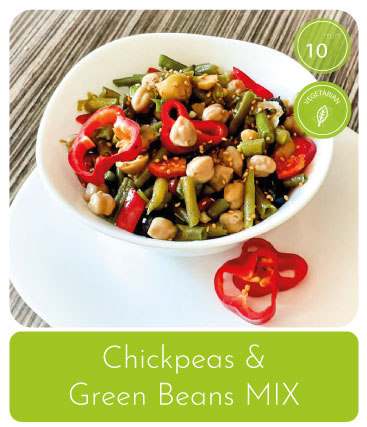 min
10
VEGETARIAN
Chickpeas &
Green Beans MIX